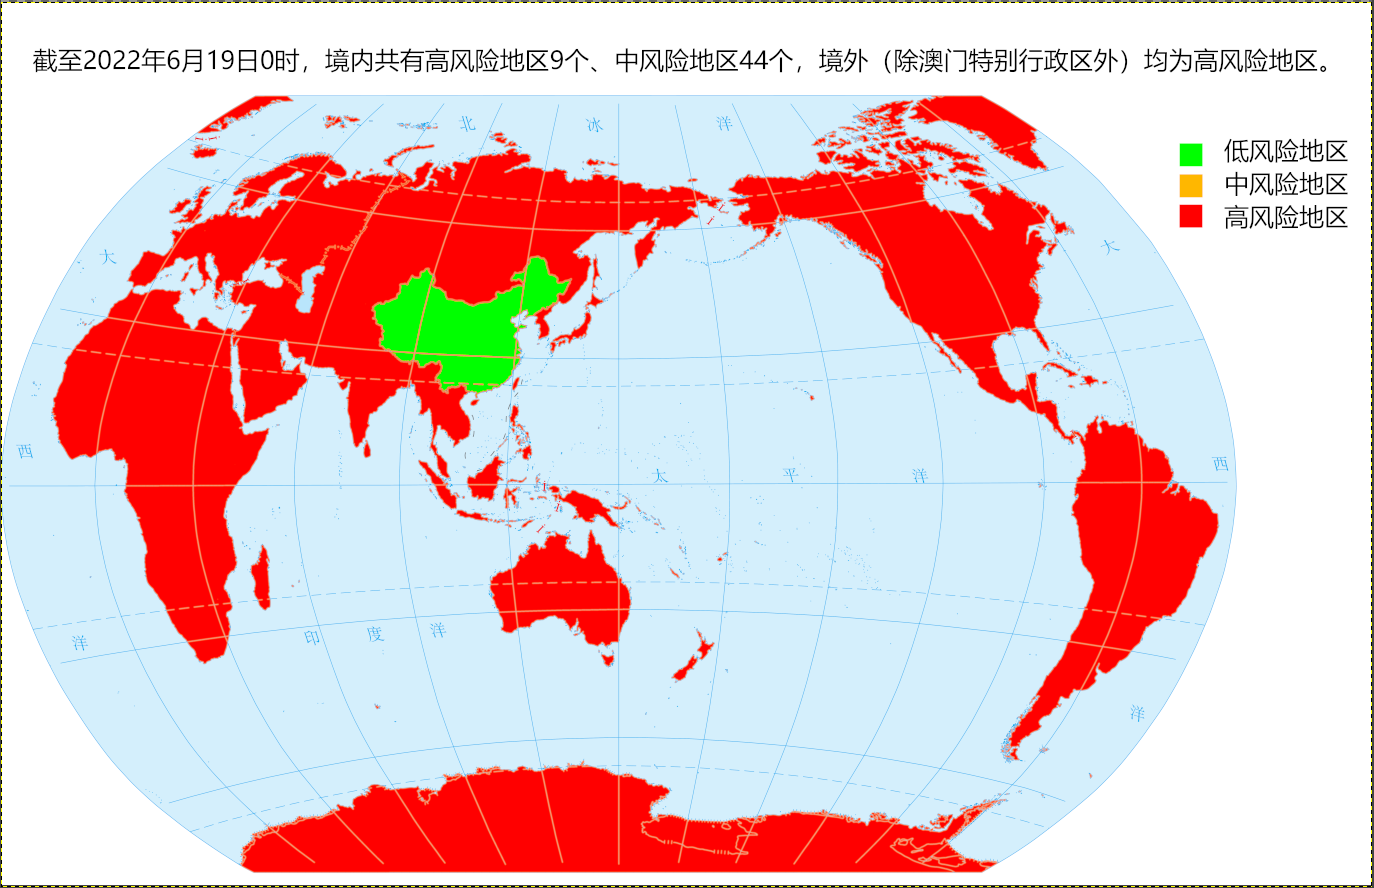 截至2022年6月19日0时，境内共有高风险地区9个、中风险地区44个，境外（除澳门特别行政区外）均为高风险地区。
北 冰 洋
低风险地区
中风险地区
高风险地区
大
大
西
西
太 平 洋
洋
印 度 洋
洋